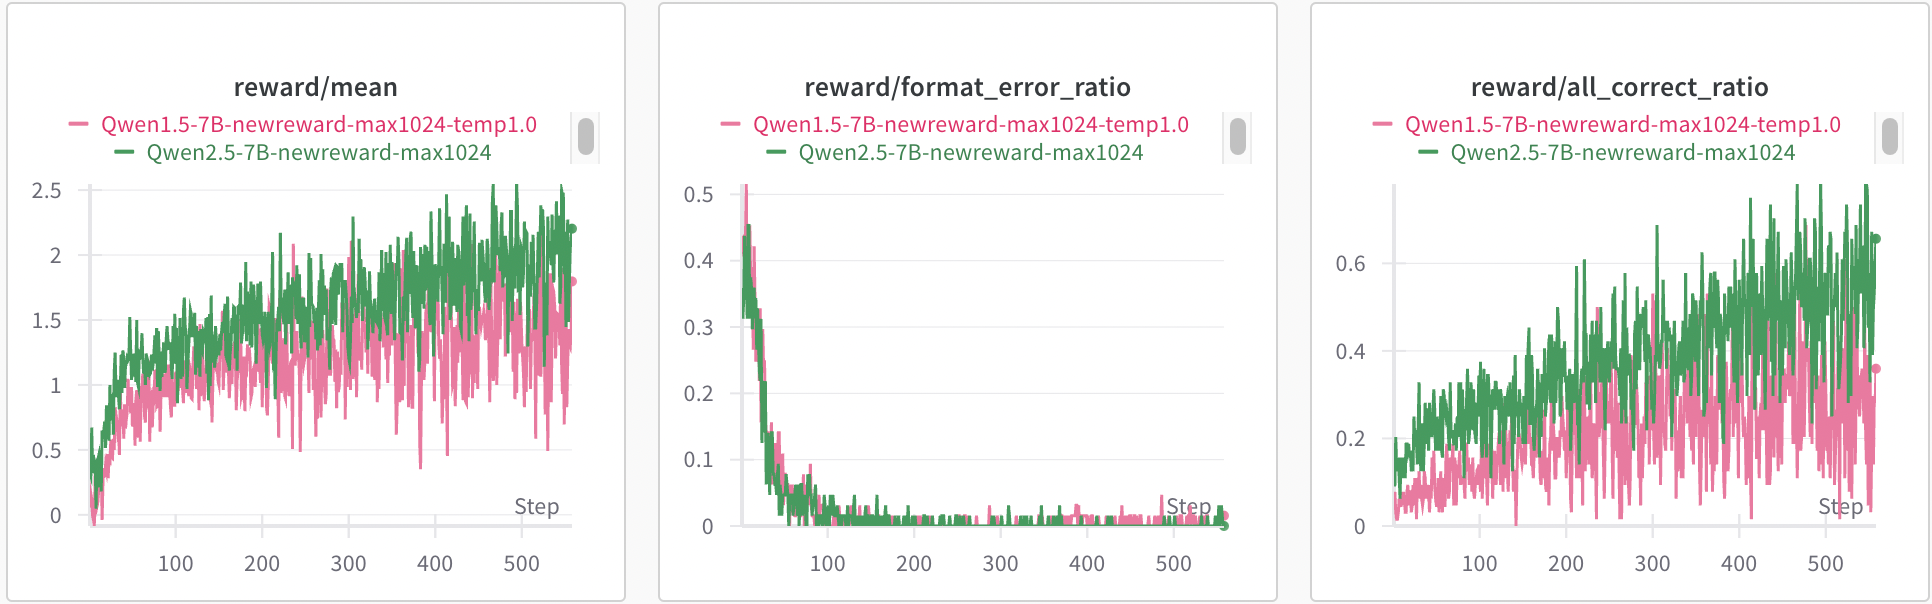 reward/mean
Qwen1.5-7B-newreward-max1024-temp1.0
Qwen2.5-7B-newreward-max1024
2.5
2
1.5
1
0.5
0
Step
100 200 300 400 500
reward/format_error_ratio
Qwen1.5-7B-newreward-max1024-temp1.0
Qwen2.5-7B-newreward-max1024
0.5
0.4
0.3
0.2
0.1
0
Step
100 200 300 400 500
reward/all_correct_ratio
Qwen1.5-7B-newreward-max1024-temp1.0
Qwen2.5-7B-newreward-max1024
0.6
0.4
0.2
0
Step
100 200 300 400 500